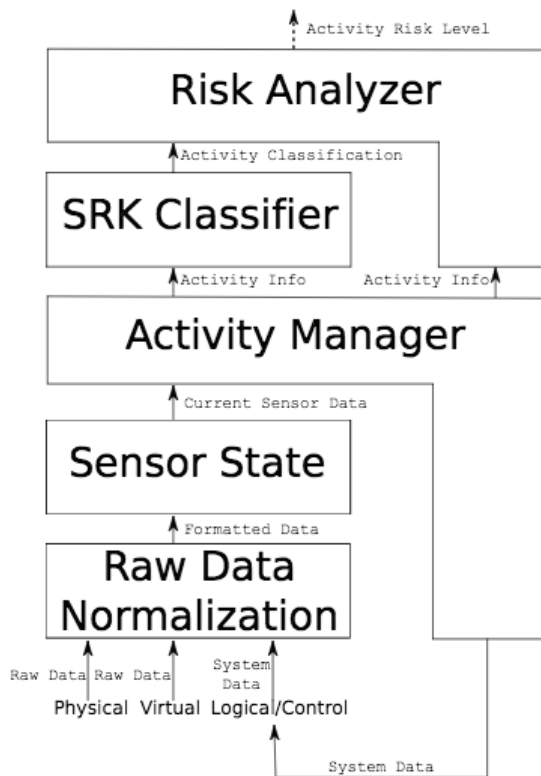 Activity Risk Level
Risk Analyzer
Activity Classification
SRK Classifier
Activity Info
Activity Info
Activity Manager
Current Sensor Data
Sensor State
Formatted Data
Raw Data
Normalization
Raw Data
Raw Data
System
Data
Physical
Virtual
Logical/Control
System Data